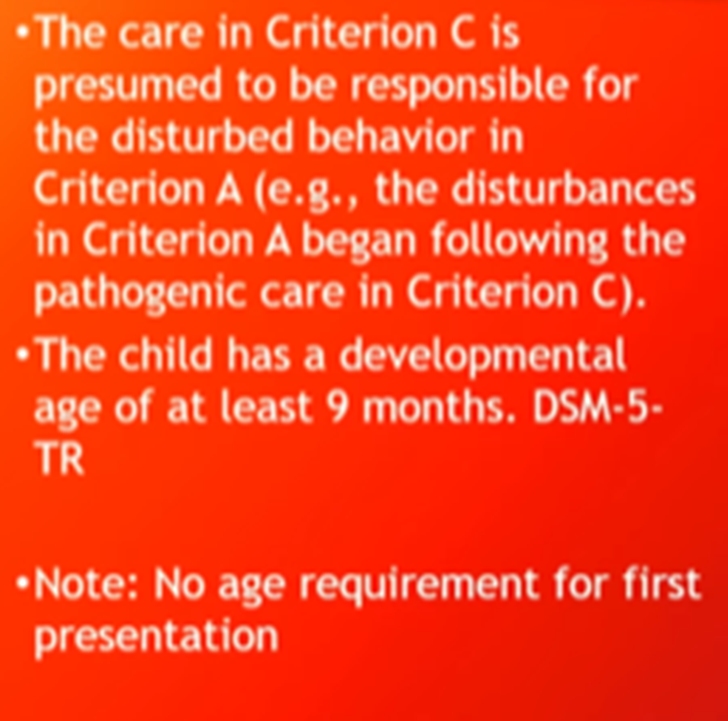 •The care in Criterion C is
presumed to be responsible for
the disturbed behavior in
Criterion A (e.g., the disturbances
in Criterion A began following the
pathogenic care in Criterion C).
•The child has a developmental
age of at least 9 months. DSM-5-
TR
•Note: No age requirement for first
presentation